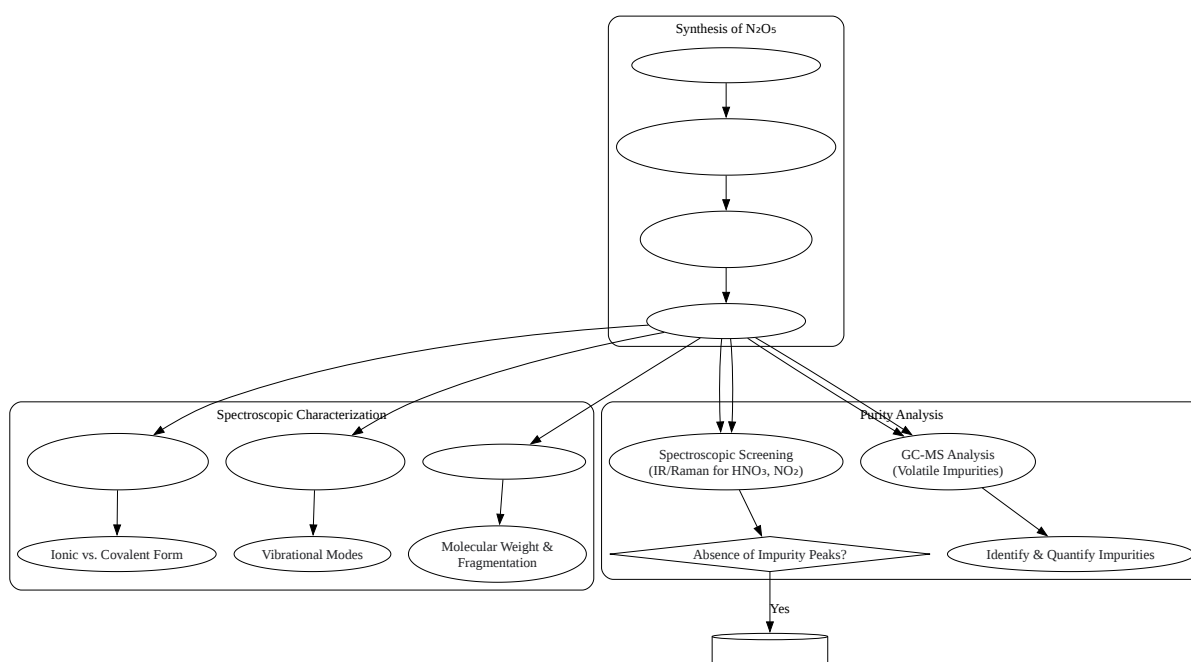 Synthesis of N₂O₅
Spectroscopic Characterization
Purity Analysis
Spectroscopic Screening
(IR/Raman for HNO₃, NO₂)
GC-MS Analysis
(Volatile Impurities)
Ionic vs. Covalent Form
Vibrational Modes
Molecular Weight &
Fragmentation
Absence of Impurity Peaks?
Identify & Quantify Impurities
Yes